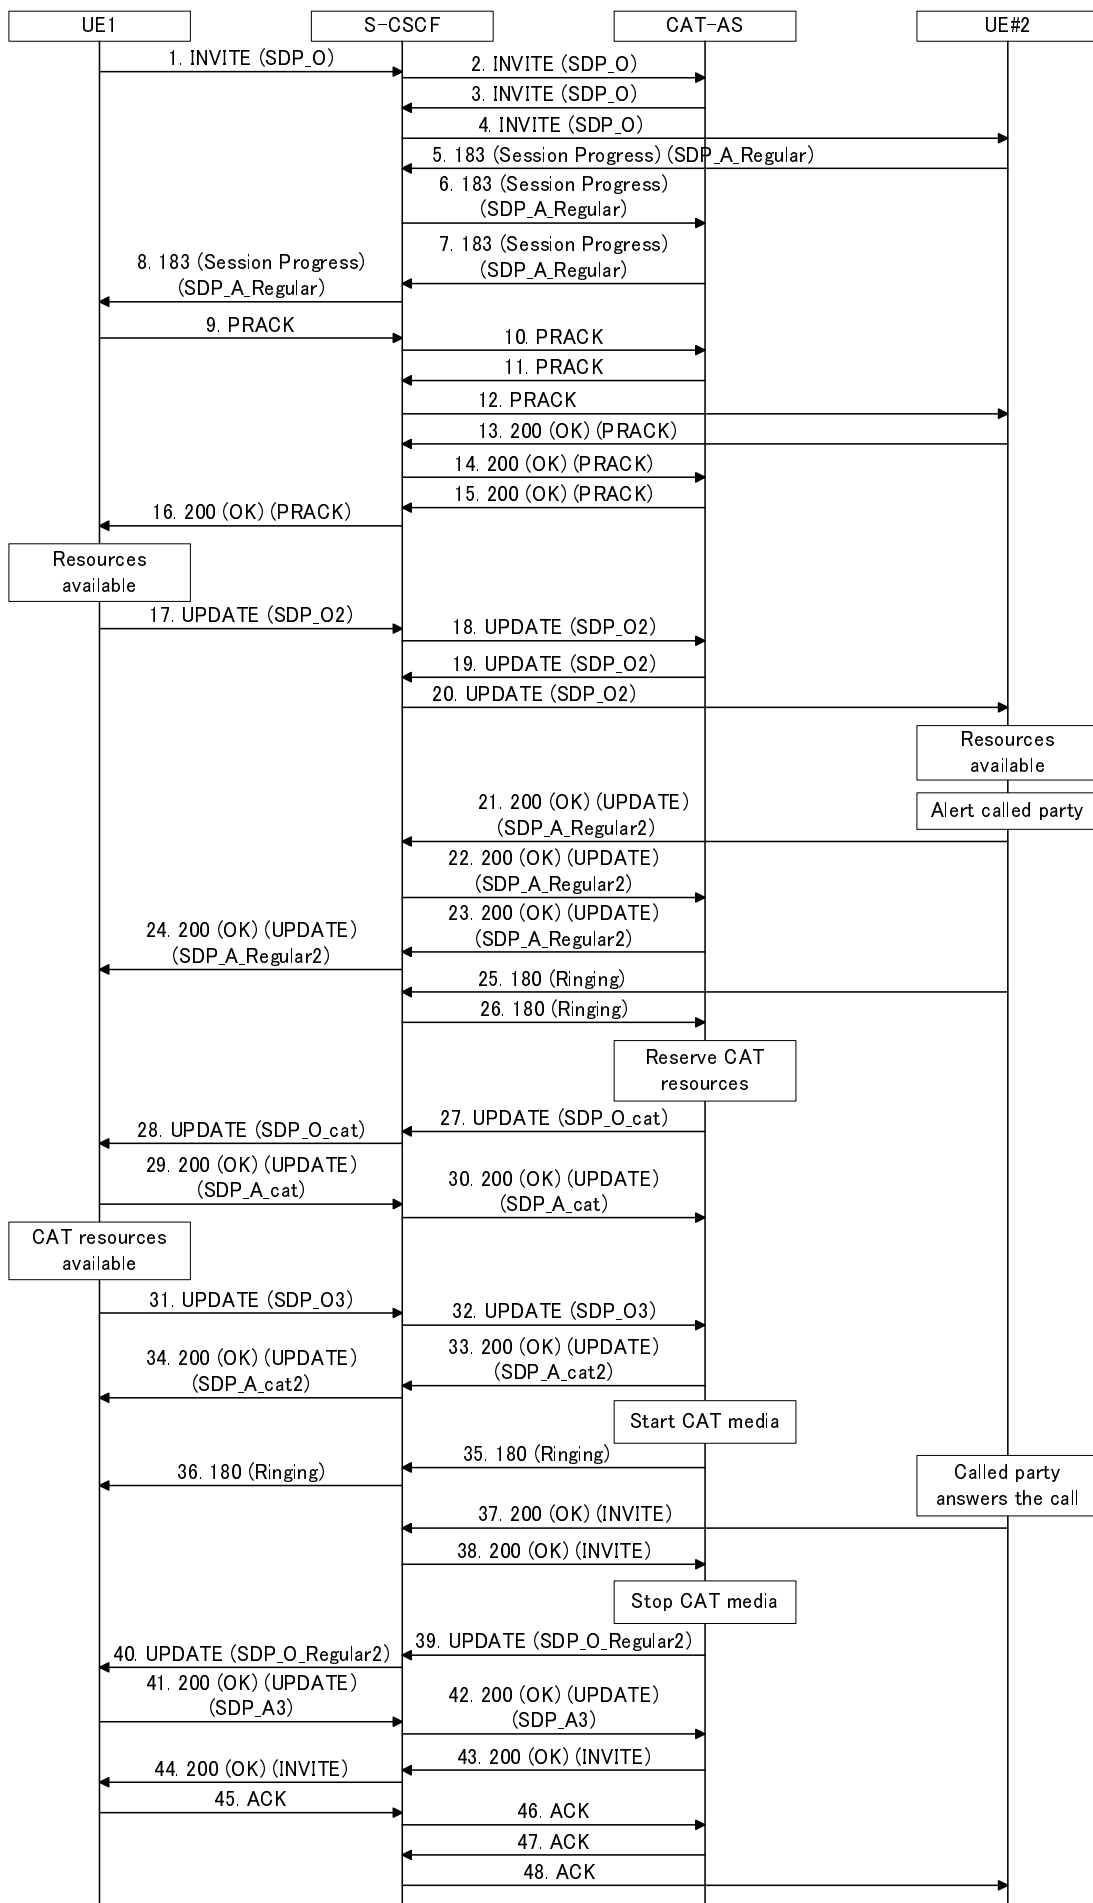 UE1
S-CSCF
CAT-AS
UE#2
1. INVITE (SDP_O)
2. INVITE (SDP_O)
3. INVITE (SDP_O)
4. INVITE (SDP_O)
5. 183 (Session Progress) (SDP_A_Regular)
6. 183 (Session Progress)
(SDP_A_Regular)
7. 183 (Session Progress)
(SDP_A_Regular)
8. 183 (Session Progress)
(SDP_A_Regular)
9. PRACK
10. PRACK
11. PRACK
12. PRACK
13. 200 (OK) (PRACK)
14. 200 (OK) (PRACK)
15. 200 (OK) (PRACK)
16. 200 (OK) (PRACK)
Resources
available
17. UPDATE (SDP_O2)
18. UPDATE (SDP_O2)
19. UPDATE (SDP_O2)
20. UPDATE (SDP_O2)
Resources
available
Alert called party
21. 200 (OK) (UPDATE)
(SDP_A_Regular2)
22. 200 (OK) (UPDATE)
(SDP_A_Regular2)
23. 200 (OK) (UPDATE)
(SDP_A_Regular2)
24. 200 (OK) (UPDATE)
(SDP_A_Regular2)
25. 180 (Ringing)
26. 180 (Ringing)
Reserve CAT
resources
27. UPDATE (SDP_O_cat)
28. UPDATE (SDP_O_cat)
29. 200 (OK) (UPDATE)
(SDP_A_cat)
30. 200 (OK) (UPDATE)
(SDP_A_cat)
CAT resources
available
31. UPDATE (SDP_O3)
32. UPDATE (SDP_O3)
33. 200 (OK) (UPDATE)
(SDP_A_cat2)
34. 200 (OK) (UPDATE)
(SDP_A_cat2)
Start CAT media
35. 180 (Ringing)
36. 180 (Ringing)
Called party
answers the call
37. 200 (OK) (INVITE)
38. 200 (OK) (INVITE)
Stop CAT media
39. UPDATE (SDP_O_Regular2)
40. UPDATE (SDP_O_Regular2)
41. 200 (OK) (UPDATE)
(SDP_A3)
42. 200 (OK) (UPDATE)
(SDP_A3)
43. 200 (OK) (INVITE)
44. 200 (OK) (INVITE)
45. ACK
46. ACK
47. ACK
48. ACK